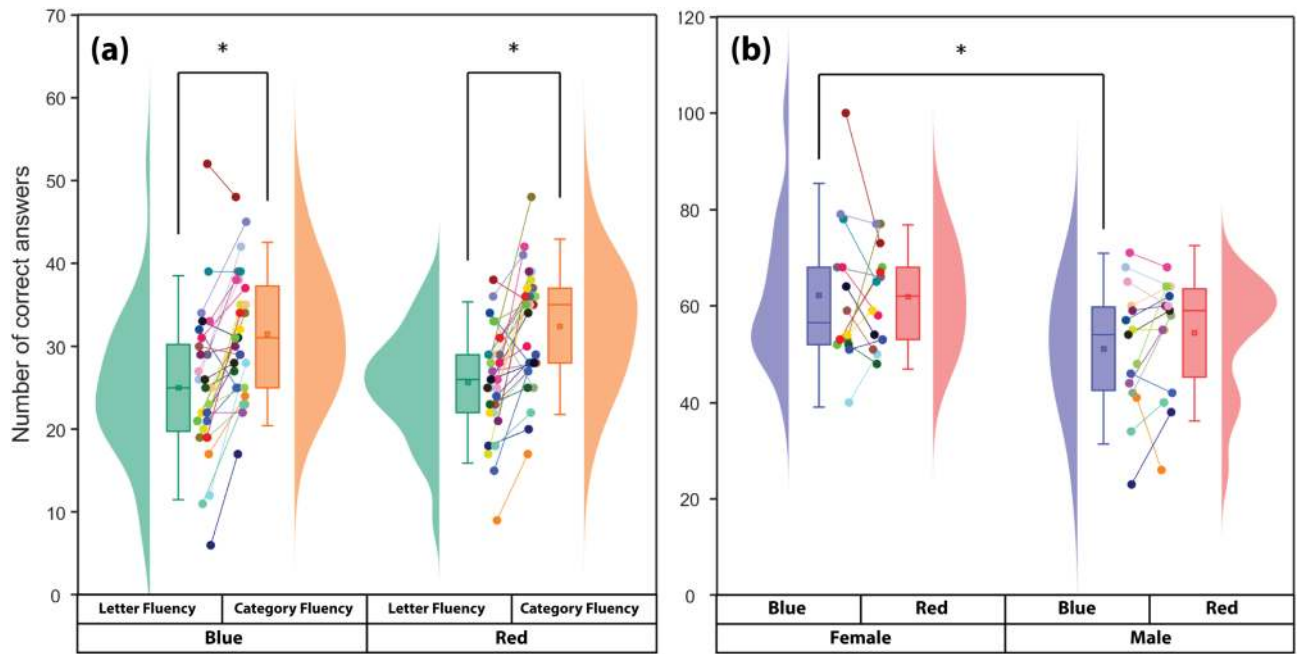 (a)
*
*
Number of correct answers
70
60
50
40
30
20
10
0
Letter Fluency
Category Fluency
Letter Fluency
Category Fluency
Blue
Red
(b)
*
120
100
80
60
40
20
0
Blue
Red
Blue
Red
Female
Male